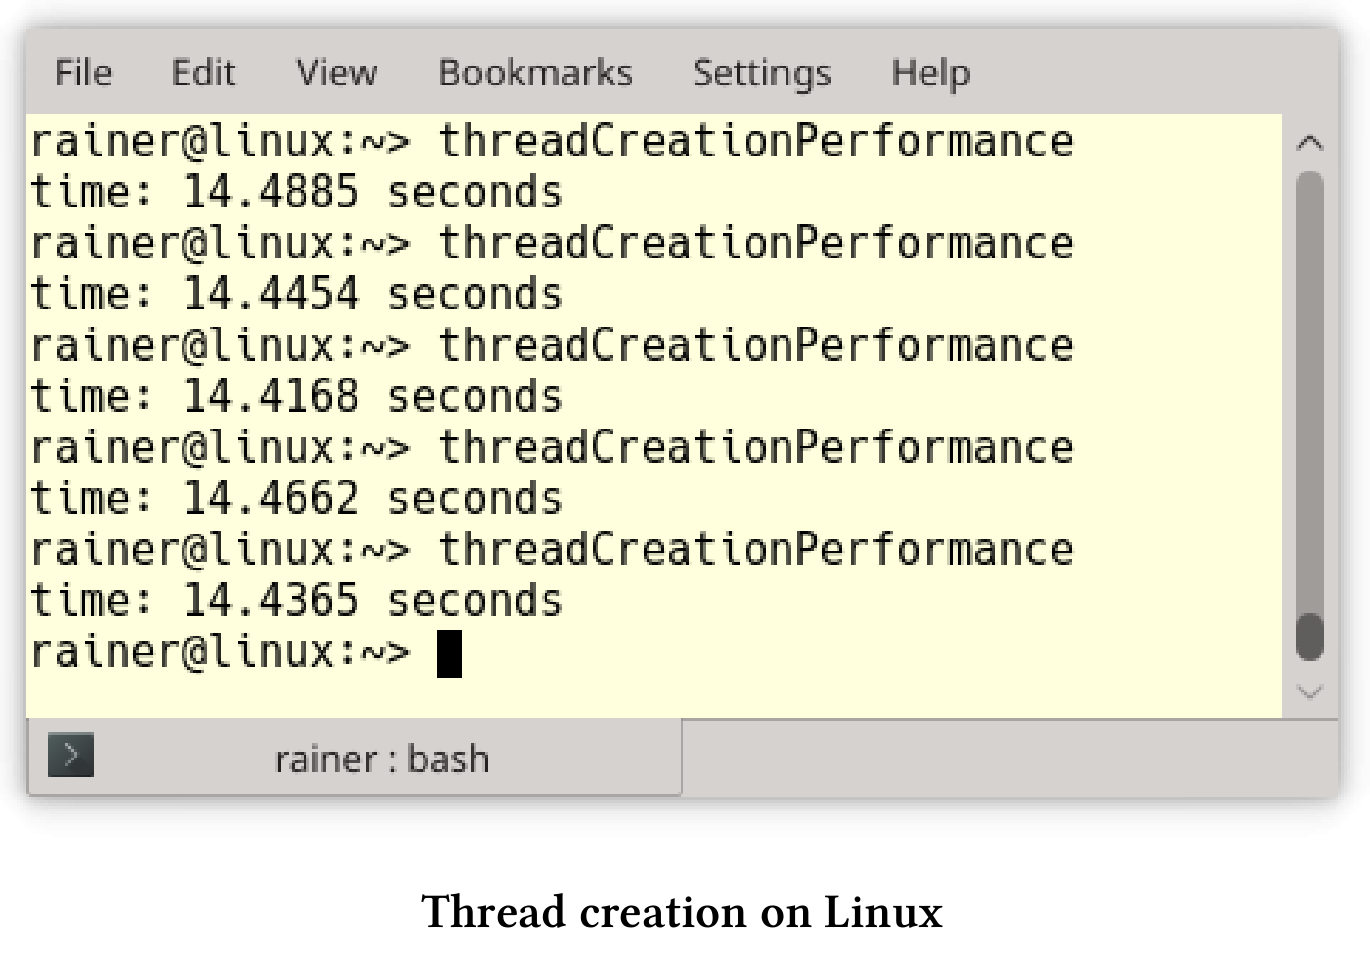 File Edit View Bookmarks Settings Help
rainer@linux:~> threadCreationPerformance
time: 14.4885 seconds
rainer@linux:~> threadCreationPerformance
time: 14.4454 seconds
rainer@linux:~> threadCreationPerformance
time: 14.4168 seconds
rainer@linux:~> threadCreationPerformance
time: 14.4662 seconds
rainer@linux:~> threadCreationPerformance
time: 14.4365 seconds
rainer@linux:~>
rainer : bash
Thread creation on Linux